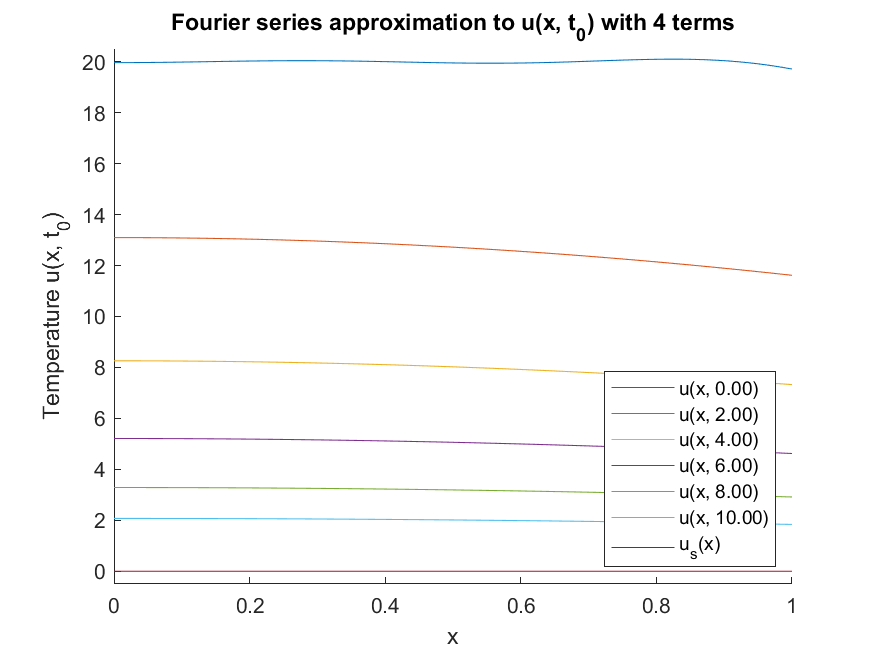 Fourier series approximation to u(x, t0) with 4 terms
Temperature u(x, t0)
20
18
16
14
12
10
8
6
4
2
0
0 0.2 0.4 0.6 0.8 1
x
u(x, 0.00)
u(x, 2.00)
u(x, 4.00)
u(x, 6.00)
u(x, 8.00)
u(x, 10.00)
us(x)